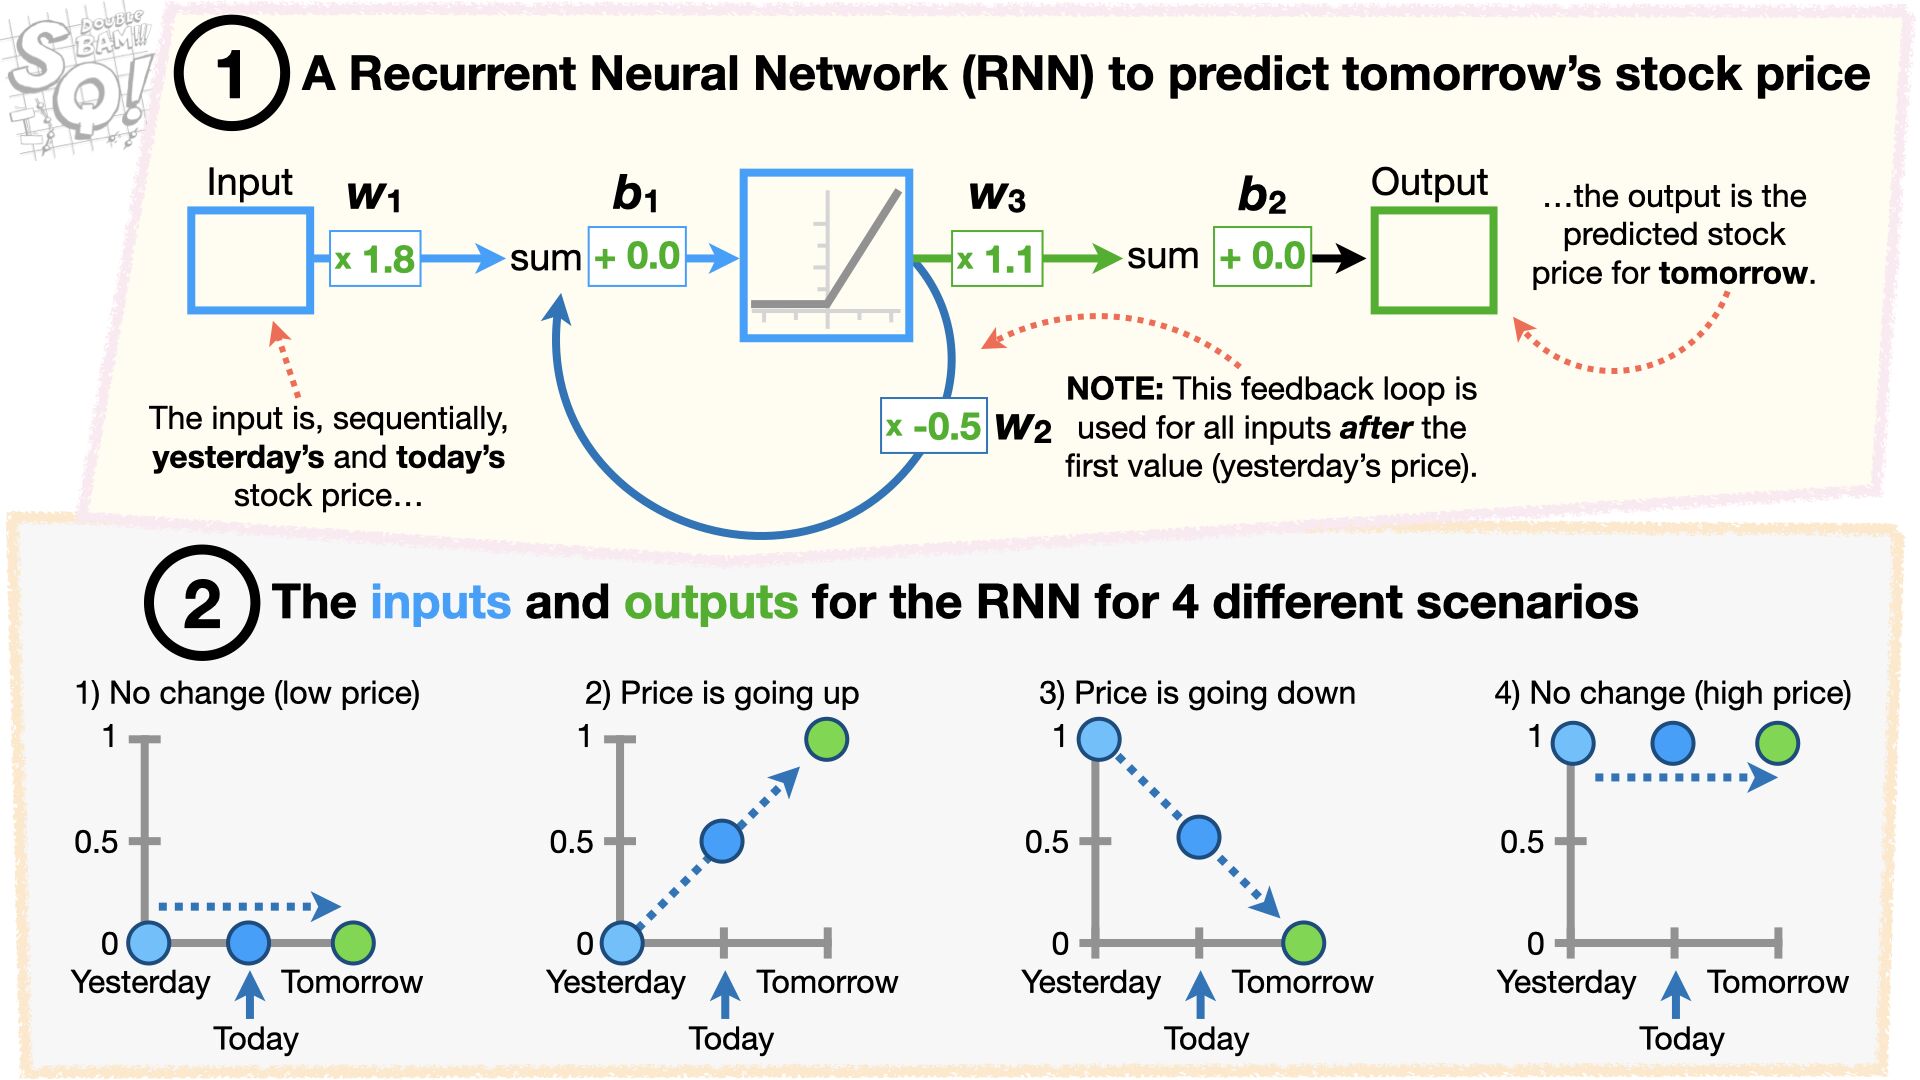 DOUBLE
BAM!!!
SQ!
1 A Recurrent Neural Network (RNN) to predict tomorrow’s stock price
Input
w1
b1
w3
b2
Output
x 1.8
sum
+ 0.0
x 1.1
sum
+ 0.0
…the output is the
predicted stock
price for tomorrow.
The input is, sequentially,
yesterday’s and today’s
stock price…
x -0.5 w2
NOTE: This feedback loop is
used for all inputs after the
first value (yesterday’s price).
2 The inputs and outputs for the RNN for 4 different scenarios
1) No change (low price)
1
0.5
0
Yesterday
Tomorrow
Today
2) Price is going up
1
0.5
0
Yesterday
Tomorrow
Today
3) Price is going down
1
0.5
0
Yesterday
Tomorrow
Today
4) No change (high price)
1
0.5
0
Yesterday
Tomorrow
Today